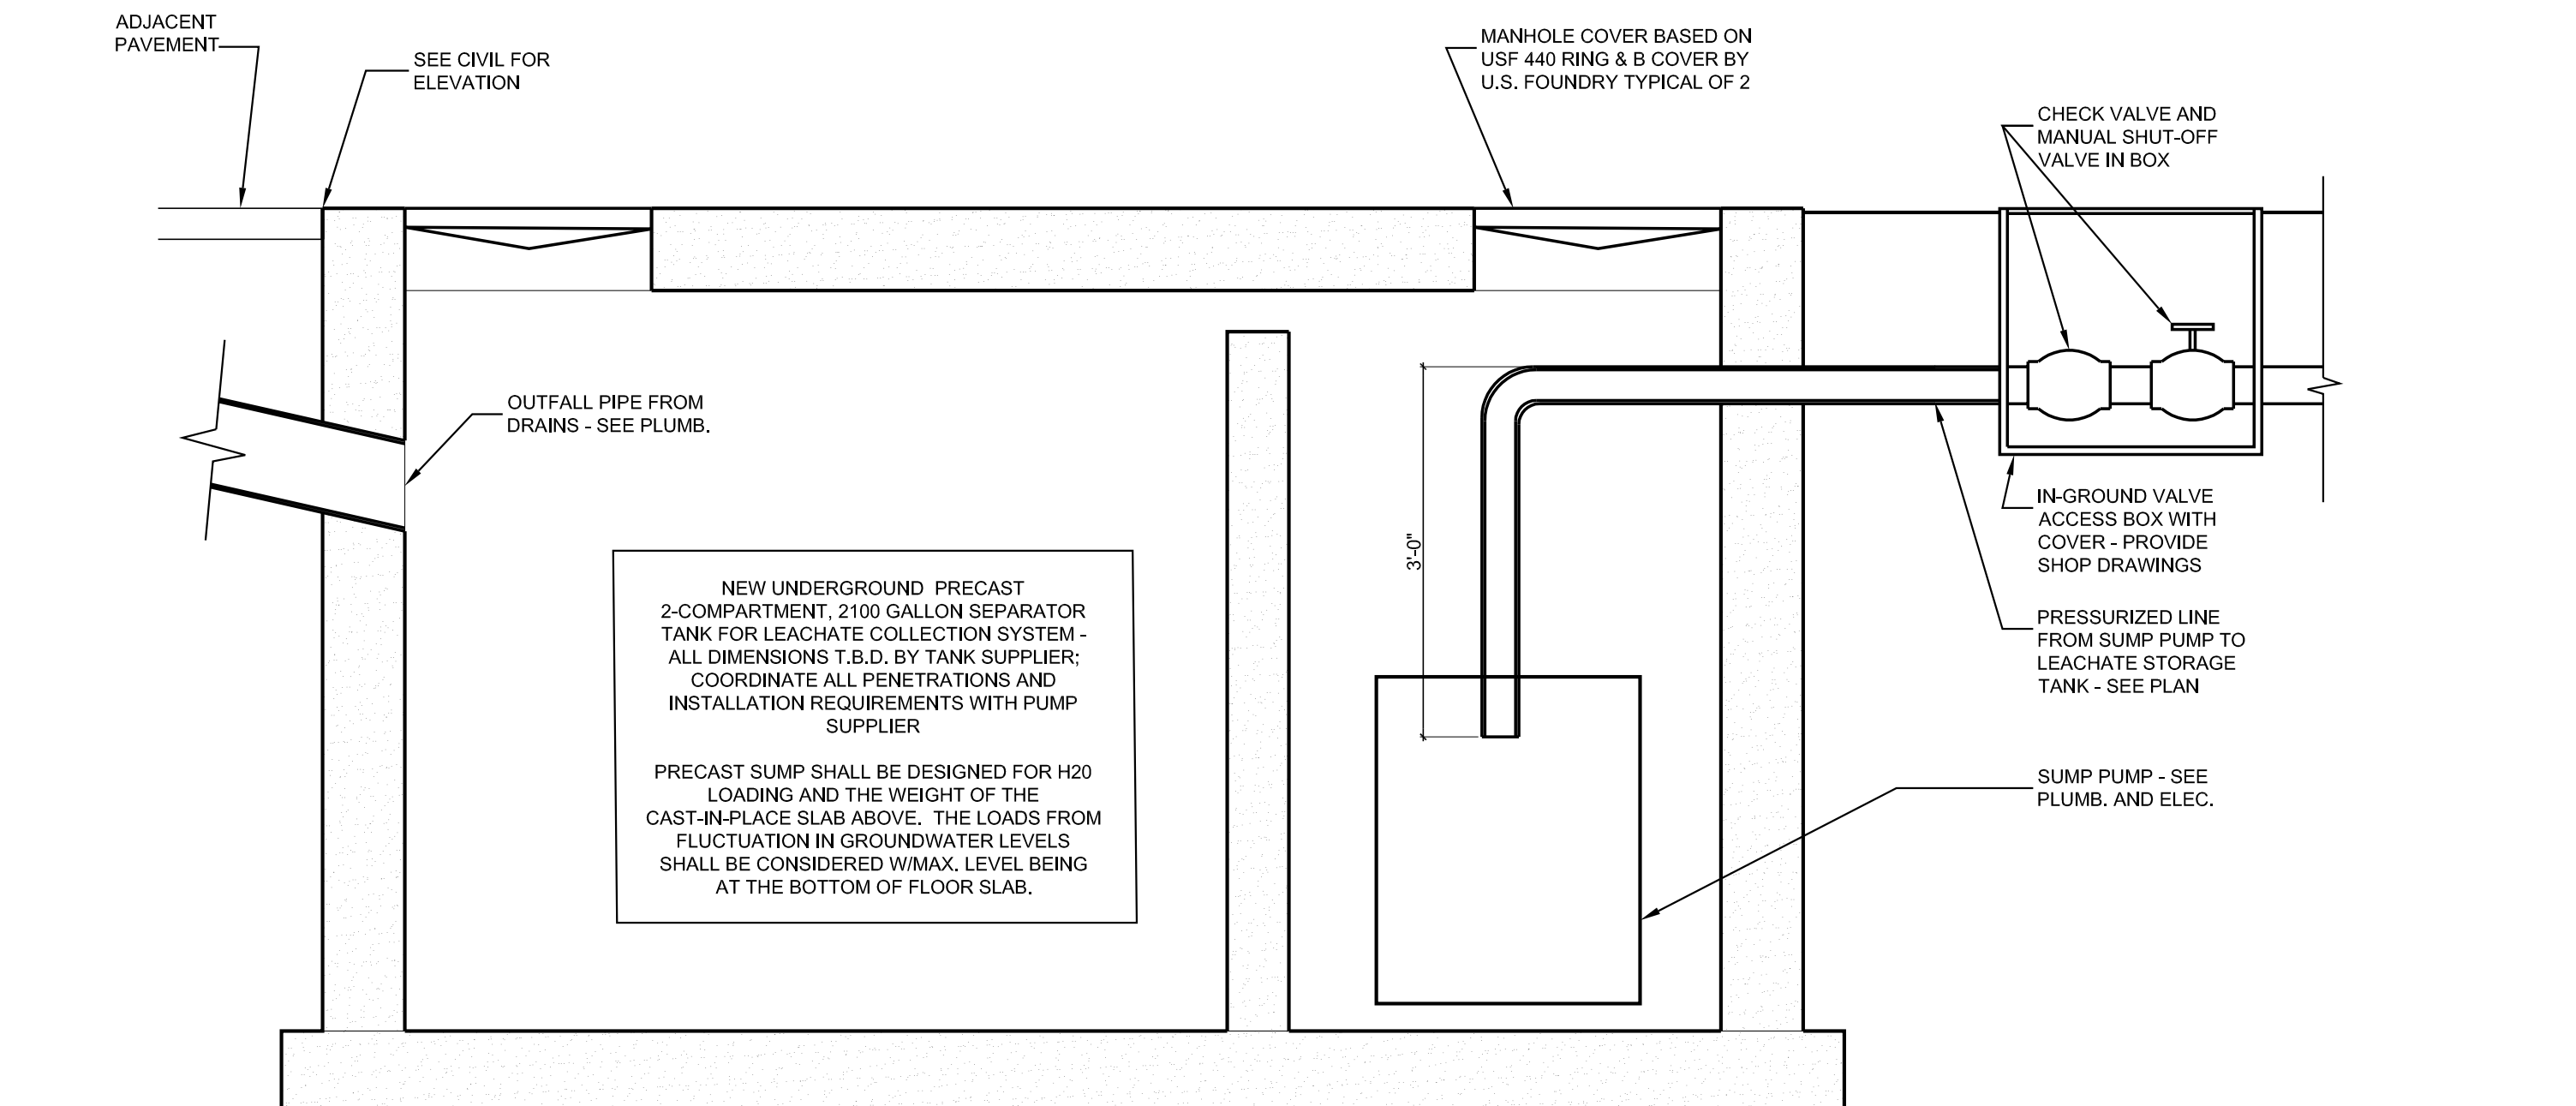 ADJACENT
PAVEMENT
SEE CIVIL FOR
ELEVATION
MANHOLE COVER BASED ON
USF 440 RING & B COVER BY
U.S. FOUNDRY TYPICAL OF 2
CHECK VALVE AND
MANUAL SHUT-OFF
VALVE IN BOX
OUTFALL PIPE FROM
DRAINS - SEE PLUMB.
3'-0"
IN-GROUND VALVE
ACCESS BOX WITH
COVER - PROVIDE
SHOP DRAWINGS
NEW UNDERGROUND PRECAST
2-COMPARTMENT, 2100 GALLON SEPARATOR
TANK FOR LEACHATE COLLECTION SYSTEM -
ALL DIMENSIONS T.B.D. BY TANK SUPPLIER;
COORDINATE ALL PENETRATIONS AND
INSTALLATION REQUIREMENTS WITH PUMP
SUPPLIER
PRECAST SUMP SHALL BE DESIGNED FOR H20
LOADING AND THE WEIGHT OF THE
CAST-IN-PLACE SLAB ABOVE. THE LOADS FROM
FLUCTUATION IN GROUNDWATER LEVELS
SHALL BE CONSIDERED W/MAX. LEVEL BEING
AT THE BOTTOM OF FLOOR SLAB.
PRESSURIZED LINE
FROM SUMP PUMP TO
LEACHATE STORAGE
TANK - SEE PLAN
SUMP PUMP - SEE
PLUMB. AND ELEC.